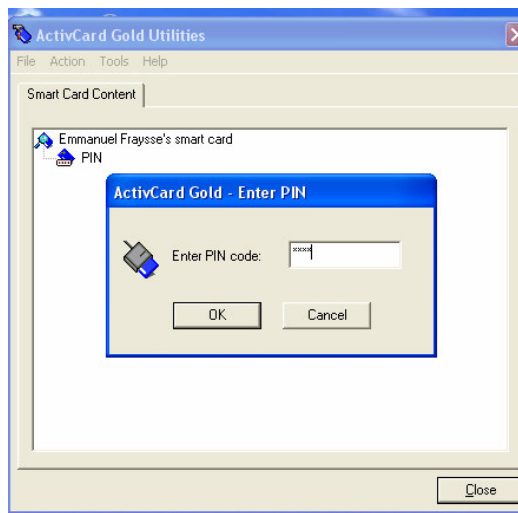 ActivCard Gold Utilities
File Action Tools Help
Smart Card Content
Emmanuel Fraysse's smart card
PIN
ActivCard Gold - Enter PIN
Enter PIN code: ****
OK Cancel
Close